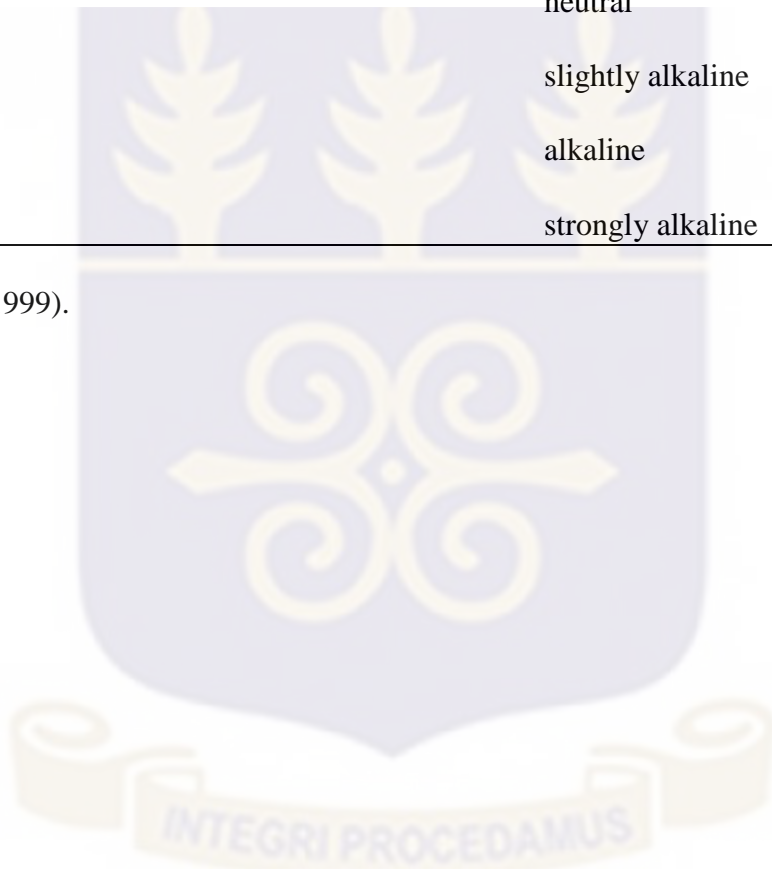 neutral
slightly alkaline
alkaline
strongly alkaline
999).
INTEGRI PROCEDAMUS